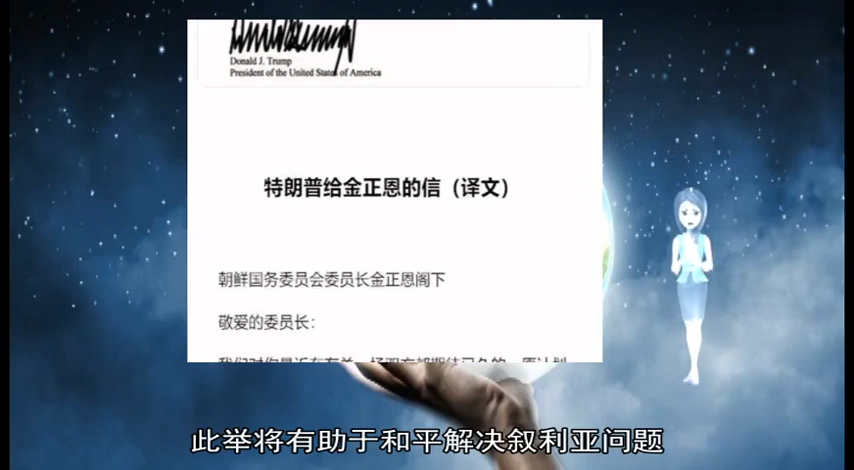 Donald J. Trump
President of the United States of America
特朗普给金正恩的信（译文）
朝鲜国务委员会委员长金正恩阁下
敬爱的委员长：
此举将有助于和平解决叙利亚问题